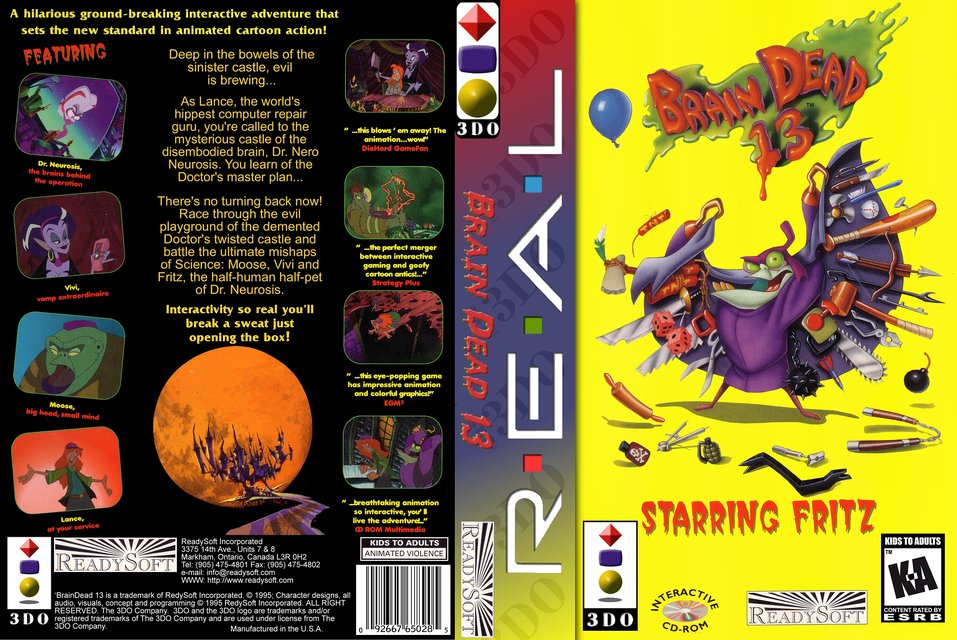 A hilarious ground-breaking interactive adventure that
sets the new standard in animated cartoon action!
FEATURING
Dr. Neurosis,
the brains behind
the operation
Vivi,
vamp extraordinaire
Moose,
big head, small mind
Lance,
at your service
Deep in the bowels of the
sinister castle, evil
is brewing...
As Lance, the world's
hippest computer repair
guru, you're called to the
mysterious castle of the
disembodied brain, Dr. Nero
Neurosis. You learn of the
Doctor's master plan...
There's no turning back now!
Race through the evil
playground of the demented
Doctor's twisted castle and
battle the ultimate mishaps
of Science: Moose, Vivi and
Fritz, the half-human half-pet
of Dr. Neurosis.
Interactivity so real you'll
break a sweat just
opening the box!
" ...this blows 'em away! The
animation...wow!"
DieHard GameFan
" ...the perfect merger
between interactive
gaming and goofy
cartoon antics!..."
Strategy Plus
" ...this eye-popping game
has impressive animation
and colorful graphics!"
EGM²
" ...breathtaking animation
so interactive, you'll
live the adventure..."
CD ROM Multimedia
3DO
READYSOFT
ReadySoft Incorporated
3375 14th Ave., Units 7 & 8
Markham, Ontario, Canada L3R 0H2
Tel: (905) 475-4801 Fax: (905) 475-4802
e-mail: info@readysoft.com
WWW: http://www.readysoft.com
KIDS TO ADULTS
ANIMATED VIOLENCE
'BrainDead 13 is a trademark of RedySoft Incorporated. © 1995; Character designs, all
audio, visuals, concept and programming © 1995 RedySoft Incorporated. ALL RIGHT
RESERVED. The 3DO Company. 3DO and the 3DO logo are trademarks and/or
registered trademarks of The 3DO Company and are used under license from The
3DO Company.
Manufactured in the U.S.A.
0 92667 65028 5
3DO
BRAIN DEAD 13
READYSOFT
R·E·A·L
3DO
3DO
3DO
3DO
3DO
3DO
BRAIN DEAD
™
13
TNT
STARRING FRITZ
3DO
INTERACTIVE
CD-ROM
READYSOFT
KIDS TO ADULTS
K-A
CONTENT RATED BY
ESRB